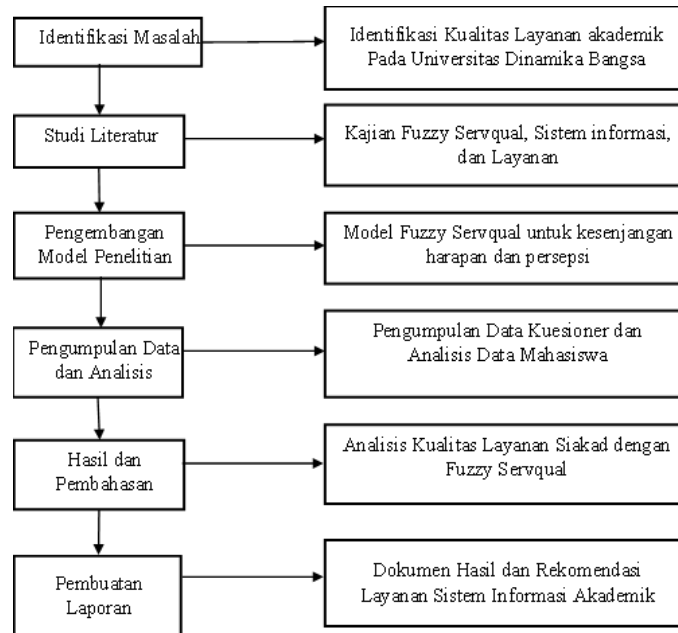 Identifikasi Masalah
Identifikasi Kualitas Layanan akademik
Pada Universitas Dinamika Bangsa
Studi Literatur
Kajian Fuzzy Servqual, Sistem informasi,
dan Layanan
Pengembangan
Model Penelitian
Model Fuzzy Servqual untuk kesenjangan
harapan dan persepsi
Pengumpulan Data
dan Analisis
Pengumpulan Data Kuesioner dan
Analisis Data Mahasiswa
Hasil dan
Pembahasan
Analisis Kualitas Layanan Siakad dengan
Fuzzy Servqual
Pembuatan
Laporan
Dokumen Hasil dan Rekomendasi
Layanan Sistem Informasi Akademik